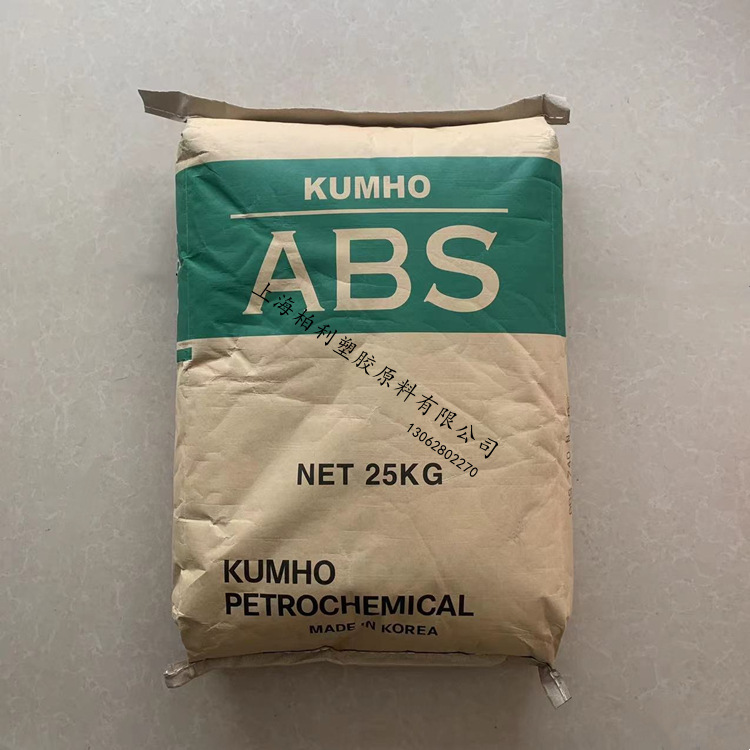 KUMHO
ABS
上海柏利塑胶原料有限公司
13062802270
NET 25KG
KUMHO
PETROCHEMICAL
MADE IN KOREA